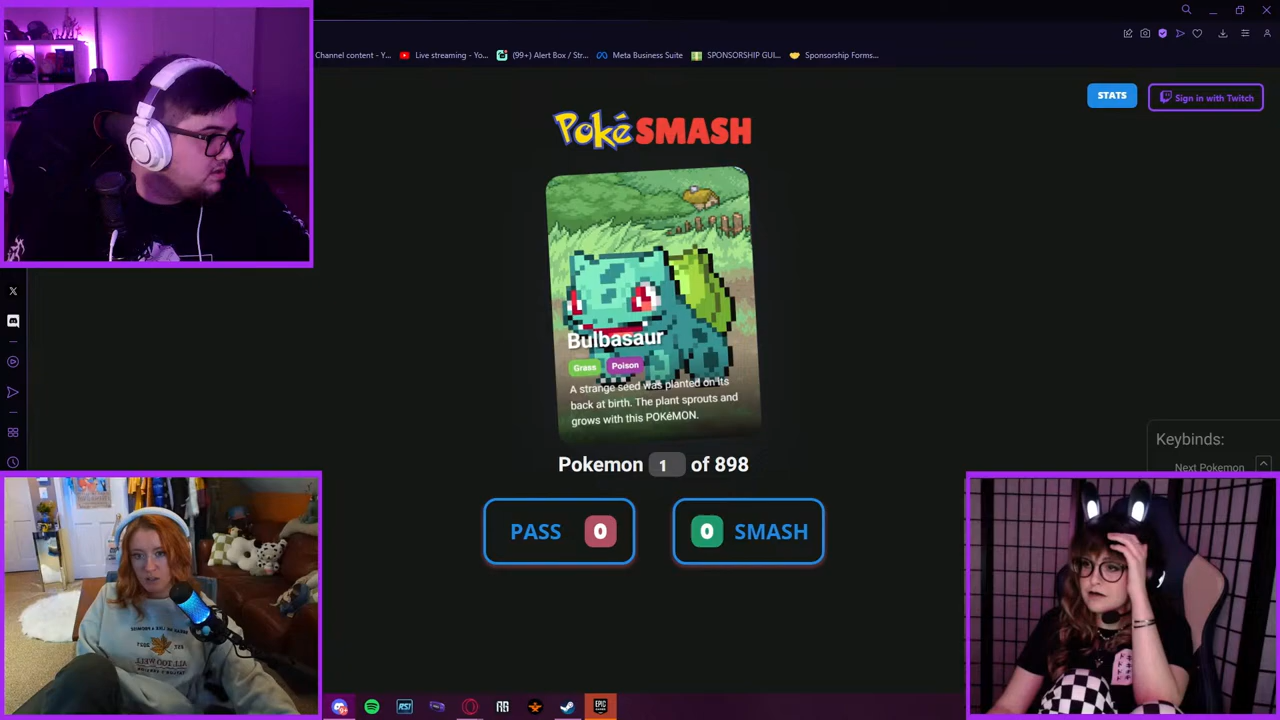 Channel content - Y...
Live streaming - Yo...
(99+) Alert Box / Str...
Meta Business Suite
SPONSORSHIP GUI...
Sponsorship Forms...
STATS
Sign in with Twitch
PokéSMASH
Bulbasaur
Grass
Poison
A strange seed was planted on its
back at birth. The plant sprouts and
grows with this POKéMON.
Pokemon 1 of 898
PASS 0
0 SMASH
Keybinds:
Next Pokemon
EPIC